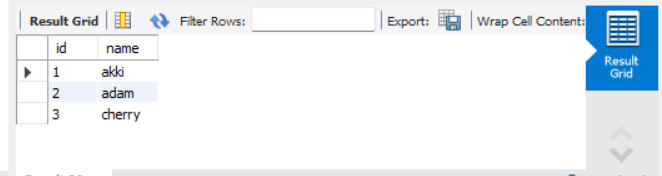 Result Grid Filter Rows: Export: Wrap Cell Content:
id name
1 akki
2 adam
3 cherry
Result
Grid